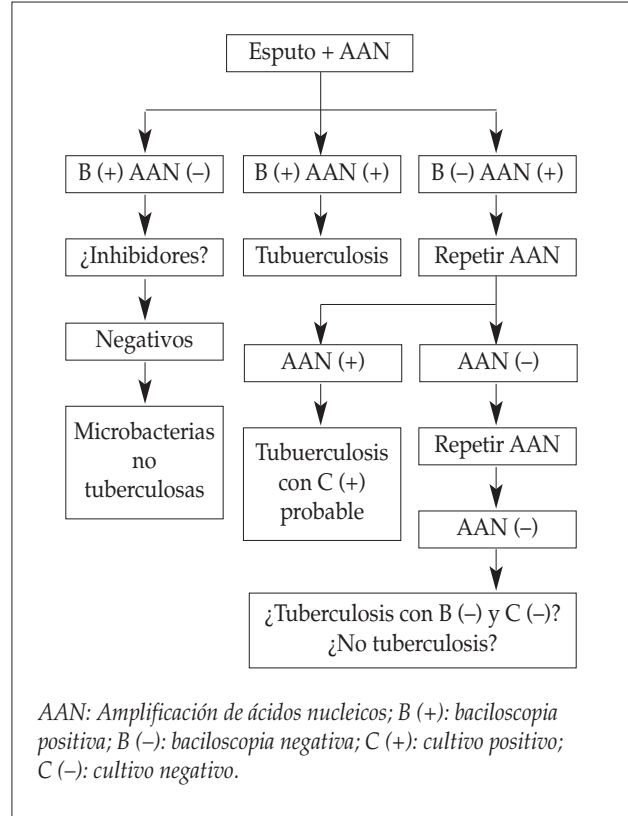 Esputo + AAN
B (+) AAN (–)
B (+) AAN (+)
B (–) AAN (+)
¿Inhibidores?
Tubuerculosis
Repetir AAN
Negativos
AAN (+)
AAN (–)
Microbacterias
no
tuberculosas
Tubuerculosis
con C (+)
probable
Repetir AAN
AAN (–)
¿Tuberculosis con B (–) y C (–)?
¿No tuberculosis?
AAN: Amplificación de ácidos nucleicos; B (+): baciloscopia
positiva; B (–): baciloscopia negativa; C (+): cultivo positivo;
C (–): cultivo negativo.